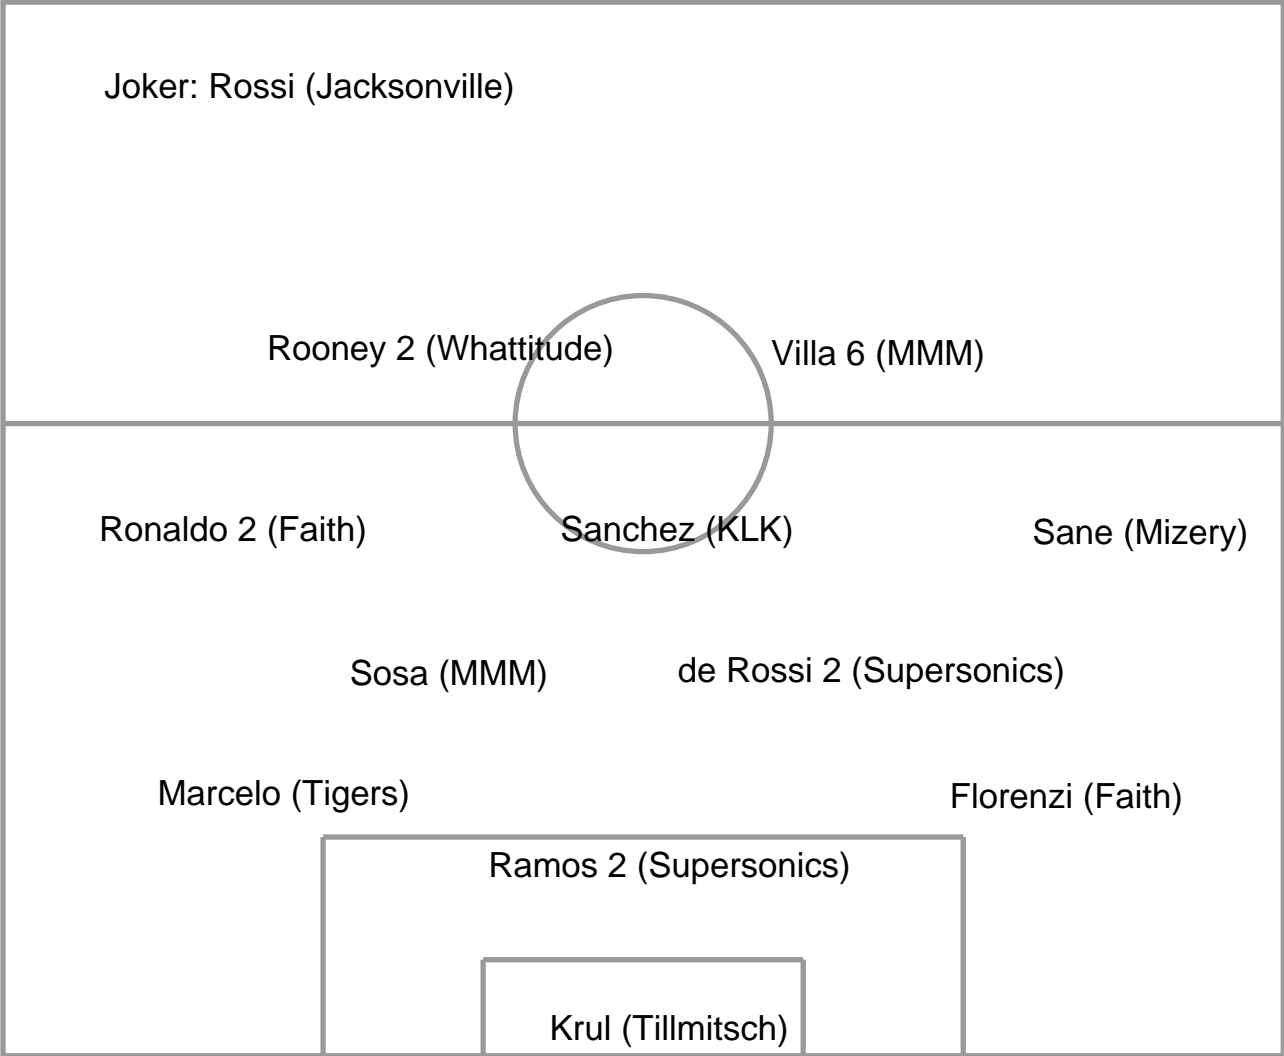 Joker: Rossi (Jacksonville)
Rooney 2 (Whattitude)
Villa 6 (MMM)
Ronaldo 2 (Faith)
Sanchez (KLK)
Sane (Mizery)
Sosa (MMM)
de Rossi 2 (Supersonics)
Marcelo (Tigers)
Florenzi (Faith)
Ramos 2 (Supersonics)
Krul (Tillmitsch)